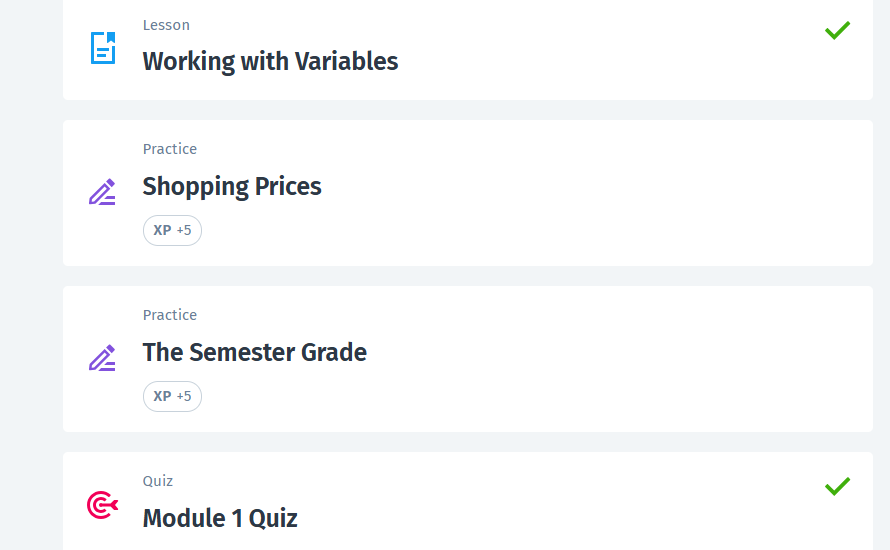 Lesson
Working with Variables
Practice
Shopping Prices
XP +5
Practice
The Semester Grade
XP +5
Quiz
Module 1 Quiz